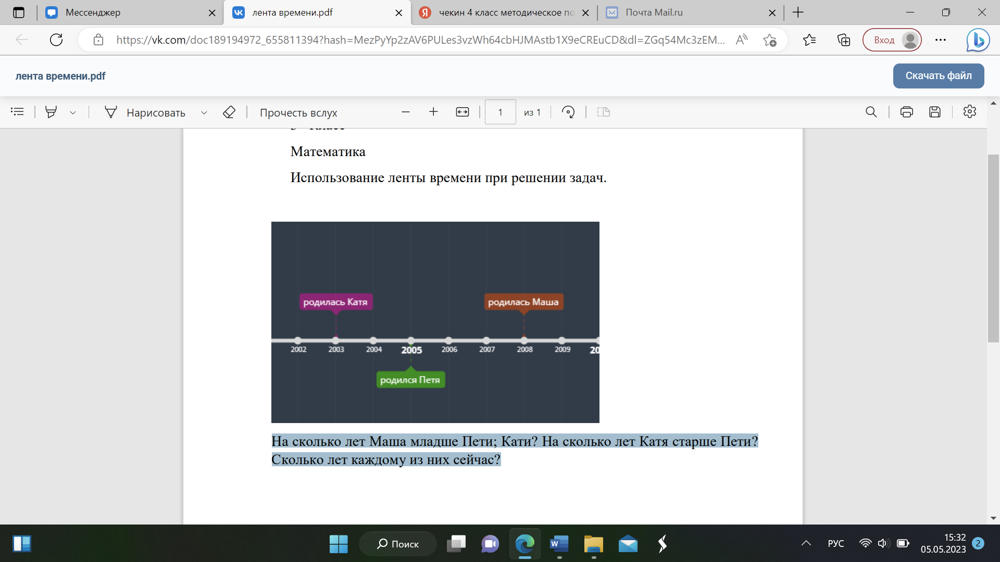 Мессенджер
лента времени.pdf
чекин 4 класс методическое по
Почта Mail.ru
https://vk.com/doc189194972_655811394?hash=MezPyYp2zAV6PULes3vzWh64cbHJMAstb1X9eCREuCD&dl=ZGq54Mc3zEM...
Вход
лента времени.pdf
Скачать файл
Нарисовать
Прочесть вслух
1
из 1
Математика
Использование ленты времени при решении задач.
родилась Катя
родилась Маша
2002 2003 2004 2005 2006 2007 2008 2009 20
родился Петя
На сколько лет Маша младше Пети; Кати? На сколько лет Катя старше Пети?
Сколько лет каждому из них сейчас?
Поиск
РУС
15:32
05.05.2023
2